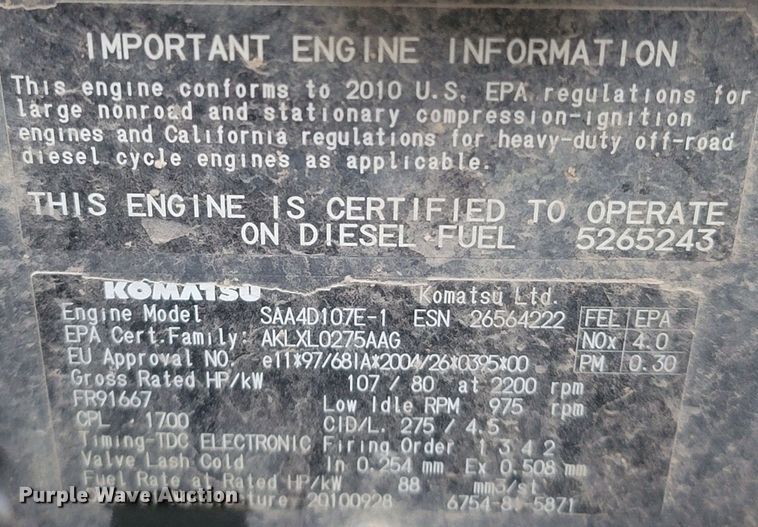 IMPORTANT ENGINE INFORMATION
This engine conforms to 2010 U.S. EPA regulations for
large nonroad and stationary compression-ignition
engines and California regulations for heavy-duty off-road
diesel cycle engines as applicable.
THIS ENGINE IS CERTIFIED TO OPERATE
ON DIESEL FUEL 5265243
KOMATSU Komatsu Ltd.
Engine Model SAA4D107E-1 ESN 26564222 FEL EPA
EPA Cert.Family: AKLXL0275AAG NOx 4.0
EU Approval NO. e11*97/68IA*2004/26*0395*00 PM 0.30
Gross Rated HP/kW 107 / 80 at 2200 rpm
FR91667 Low Idle RPM 975 rpm
CPL 1700 CID/L. 275 / 4.5
Timing-TDC ELECTRONIC Firing Order 1 3 4 2
Valve Lash Cold In 0.254 mm Ex 0.508 mm
Fuel Rate at Rated HP/kW 88 mm3/st
20100928 5871
Purple Wave Auction